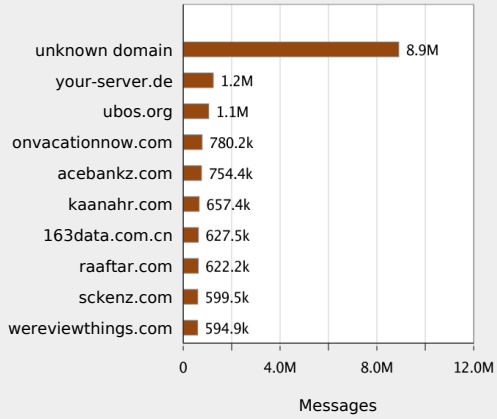 unknown domain 8.9M
your-server.de 1.2M
ubos.org 1.1M
onvacationnow.com 780.2k
acebankz.com 754.4k
kaanahr.com 657.4k
163data.com.cn 627.5k
raaftar.com 622.2k
sckenz.com 599.5k
wereviewthings.com 594.9k
0 4.0M 8.0M 12.0M
Messages